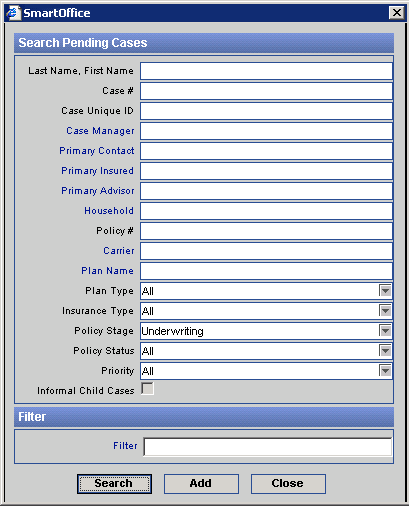 SmartOffice
Search Pending Cases
Last Name, First Name
Case #
Case Unique ID
Case Manager
Primary Contact
Primary Insured
Primary Advisor
Household
Policy #
Carrier
Plan Name
Plan Type All
Insurance Type All
Policy Stage Underwriting
Policy Status All
Priority All
Informal Child Cases
Filter
Filter
Search Add Close